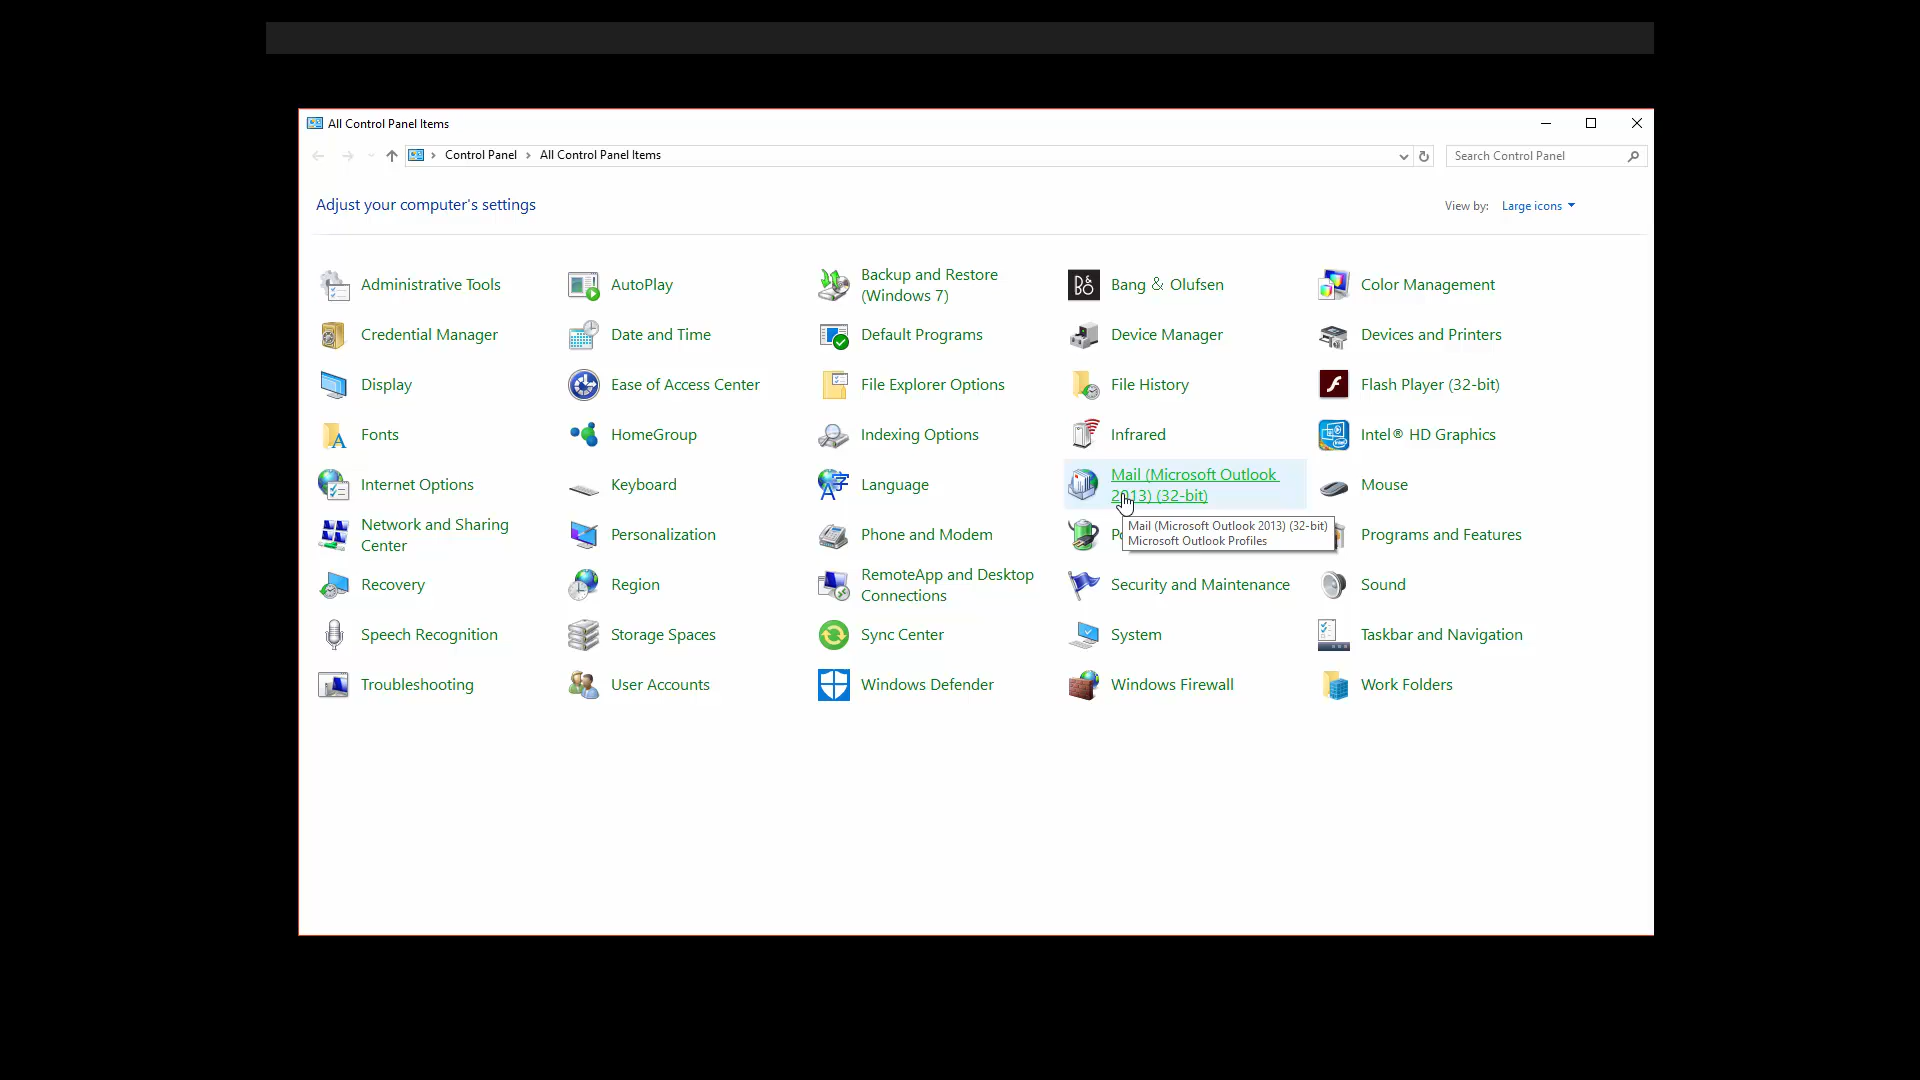 All Control Panel Items
Control Panel > All Control Panel Items
Search Control Panel
Adjust your computer's settings
View by: Large icons
Administrative Tools
AutoPlay
Backup and Restore
(Windows 7)
Bang & Olufsen
Color Management
Credential Manager
Date and Time
Default Programs
Device Manager
Devices and Printers
Display
Ease of Access Center
File Explorer Options
File History
Flash Player (32-bit)
Fonts
HomeGroup
Indexing Options
Infrared
Intel® HD Graphics
Internet Options
Keyboard
Language
Mail (Microsoft Outlook
2013) (32-bit)
Mouse
Network and Sharing
Center
Personalization
Phone and Modem
Mail (Microsoft Outlook 2013) (32-bit)
Microsoft Outlook Profiles
Programs and Features
Recovery
Region
RemoteApp and Desktop
Connections
Security and Maintenance
Sound
Speech Recognition
Storage Spaces
Sync Center
System
Taskbar and Navigation
Troubleshooting
User Accounts
Windows Defender
Windows Firewall
Work Folders